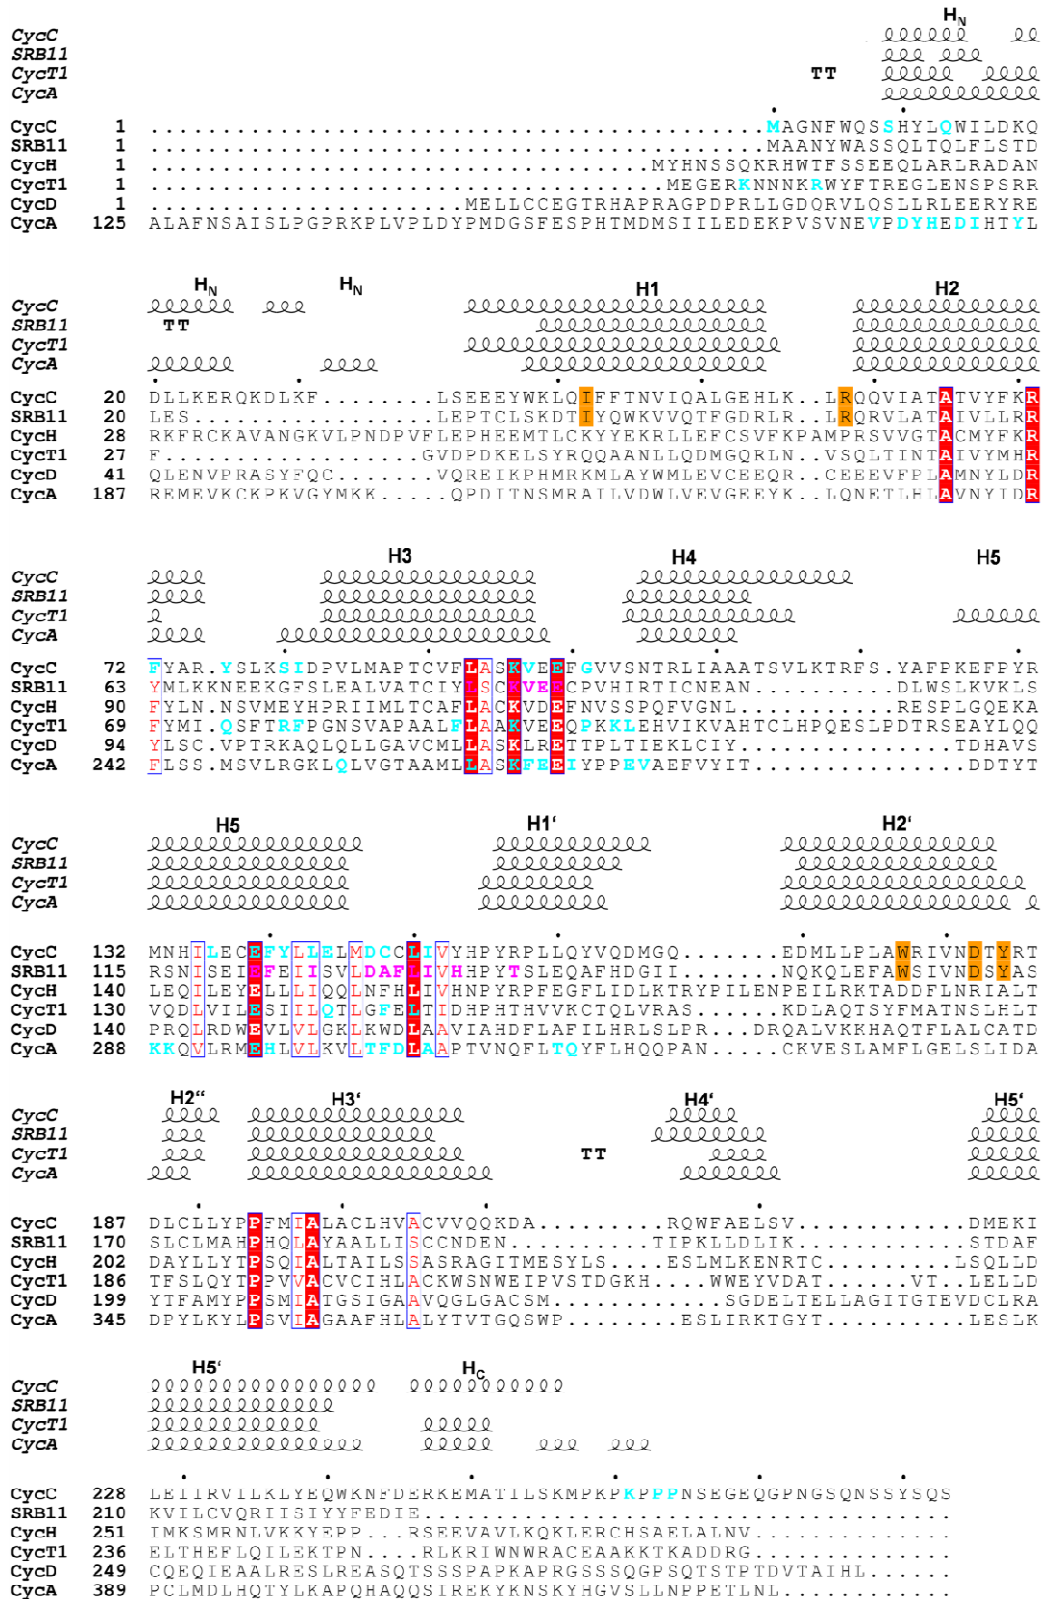 H_N
CycC
SRB11
CycT1 TT
CycA
CycC 1 ...........................................MAGNFWQSSHYLQWILDKQ
SRB11 1 ...........................................MAANYWASSQLTQLFLSTD
CycH 1 ...................................MYHNSSQKRHWTFSSEEQLARLRADAN
CycT1 1 ....................................MEGERKNNNKRWYFTREGLENSPSRR
CycD 1 ......................MELLCCEGTRHAPRAGPDPRLLGDQRVLQSLLRLEERYRE
CycA 125 ALAFNSAISLPGPRKPLVPLDYPMDGSFESPHTMDMSIILEDEKPVSVNEVPDYHEDIHTYL
H_N H_N H1 H2
CycC
SRB11 TT
CycT1
CycA
CycC 20 DLLKERQKDLKF........LSEEEYWKLQIFFTNVIQALGEHLK..LRQQVIATATVYFKR
SRB11 20 LES.................LEPTCLSKDTIYQWKVVQTFGDRLR..LRQRVLATAIVLLRR
CycH 28 RKFRCKAVANGKVLPNDPVFLEPHEEMTLCKYYEKRLLEFCSVFKPAMPRSVVGTACMYFKR
CycT1 27 F..................GVDPDKELSYRQQAANLLQDMGQRLN..VSQLTINTAIVYMHR
CycD 41 QLENVPRASYFQC.......VQREIKPHMRKMLAYWMLEVCEEQR..CEEEVFPLAMNYLDR
CycA 187 REMEVKCKPKVGYMKK.....QPDITNSMRAILVDWLVEVGEEYK..LQNETLHLAVNYIDR
H3 H4 H5
CycC
SRB11
CycT1
CycA
CycC 72 FYAR.YSLKSIDPVLMAPTCVFLASKVEEFGVVSNTRLIAAATSVLKTRFS.YAFPKEFPYR
SRB11 63 YMLKKNEEKGFSLEALVATCIYLSCKVEECPVHIRTICNEAN..........DLWSLKVKLS
CycH 90 FYLN.NSVMEYHPRIIMLTCAFLACKVDEFNVSSPQFVGNL...........RESPLGQEKA
CycT1 69 FYMI.QSFTRFPGNSVAPAALFLAAKVEEQPKKLEHVIKVAHTCLHPQESLPDTRSEAYLQQ
CycD 94 YLSC.VPTRKAQLQLLGAVCMLLASKLRETTPLTIEKLCIY...............TDHAVS
CycA 242 FLSS.MSVLRGKLQLVGTAAMLLASKFEEIYPPEVAEFVYIT..............DDTYT
H5 H1' H2'
CycC
SRB11
CycT1
CycA
CycC 132 MNHILECEFYLLELMDCCLIVYHPYRPLLQYVQDMGQ........EDMLLPLAWRIVNDTYRT
SRB11 115 RSNISEIEFEIISVLDAFLIVHHPYTSLEQAFHDGII........NQKQLEFAWSIVNDSYAS
CycH 140 LEQILEYELLLIQQLNFHLIVHNPYRPFEGFLIDLKTRYPILENPEILRKTADDFLNRIALT
CycT1 130 VQDLVILESIILQTLGFELTIDHPHTHVVKCTQLVRAS.......KDLAQTSYFMATNSLHLT
CycD 140 PRQLRDWEVLVLGKLKWDLAAVIAHDFLAFILHRLSLPR...DRQALVKKHAQTFLALCATD
CycA 288 KKQVLRMEHLVLKVLTFDLAAPTVNQFLTQYFLHQQPAN.....CKVESLAMFLGELSLIDA
H2" H3' H4' H5'
CycC
SRB11
CycT1 TT
CycA
CycC 187 DLCLLYPPFMIALACLHVACVVQQKDA.........RQWFAELSV............DMEKI
SRB11 170 SLCLMAHPHQLAYAALLISCCNDEN..........TIPKLLDLIK............STDAF
CycH 202 DAYLLYTPSQIALTAILSSASRAGITMESYLS....ESLMLKENRTC..........LSQLLD
CycT1 186 TFSLQYTPPVVACVCIHLACKWSNWEIPVSTDGKH...WWEYVDAT......VT..LELLD
CycD 199 YTFAMYPPSMIATGSIGAAVQGLGACSM............SGDELTELLAGITGTEVDCLRA
CycA 345 DPYLKYLPSVIAGAAFHLALYTVTGQSWP........ESLIRKTGYT...........LESLK
H5' H_C
CycC
SRB11
CycT1
CycA
CycC 228 LEIIRVILKLYEQWKNFDERKEMATILSKMPKPKPPPNSEGEQGPNGSQNSSYSQS
SRB11 210 KVILCVQRIISIYYFEDIE.....................................
CycH 251 IMKSMRNLVKKYEPP...RSEEVAVLKQKLERCHSAELALNV..............
CycT1 236 ELTHEFLQILEKTPN....RLKRIWNWRACEAAKKTKADDRG..............
CycD 249 CQEQIEAALRESLREASQTSSSPAPKAPRGSSSQGPSQTSTPTDVTAIHL......
CycA 389 PCLMDLHQTYLKAPQHAQQSIREKYKNSKYHGVSLLNPPETLNL............